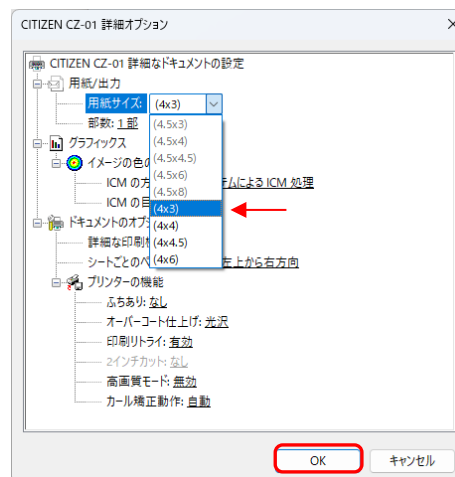 CITIZEN CZ-01 詳細オプション
CITIZEN CZ-01 詳細なドキュメントの設定
用紙/出力
用紙サイズ: (4x3)
部数: 1 部
(4.5x3)
(4.5x4)
(4.5x4.5)
(4.5x6)
(4.5x8)
(4x3)
(4x4)
(4x4.5)
(4x6)
グラフィックス
イメージの色の
ICM の方 テムによる ICM 処理
ICM の目
ドキュメントのオプ
詳細な印刷
シートごとのペ 左上から右方向
プリンターの機能
ふちあり: なし
オーバーコート仕上げ: 光沢
印刷リトライ: 有効
2インチカット: なし
高画質モード: 無効
カール矯正動作: 自動
OK キャンセル